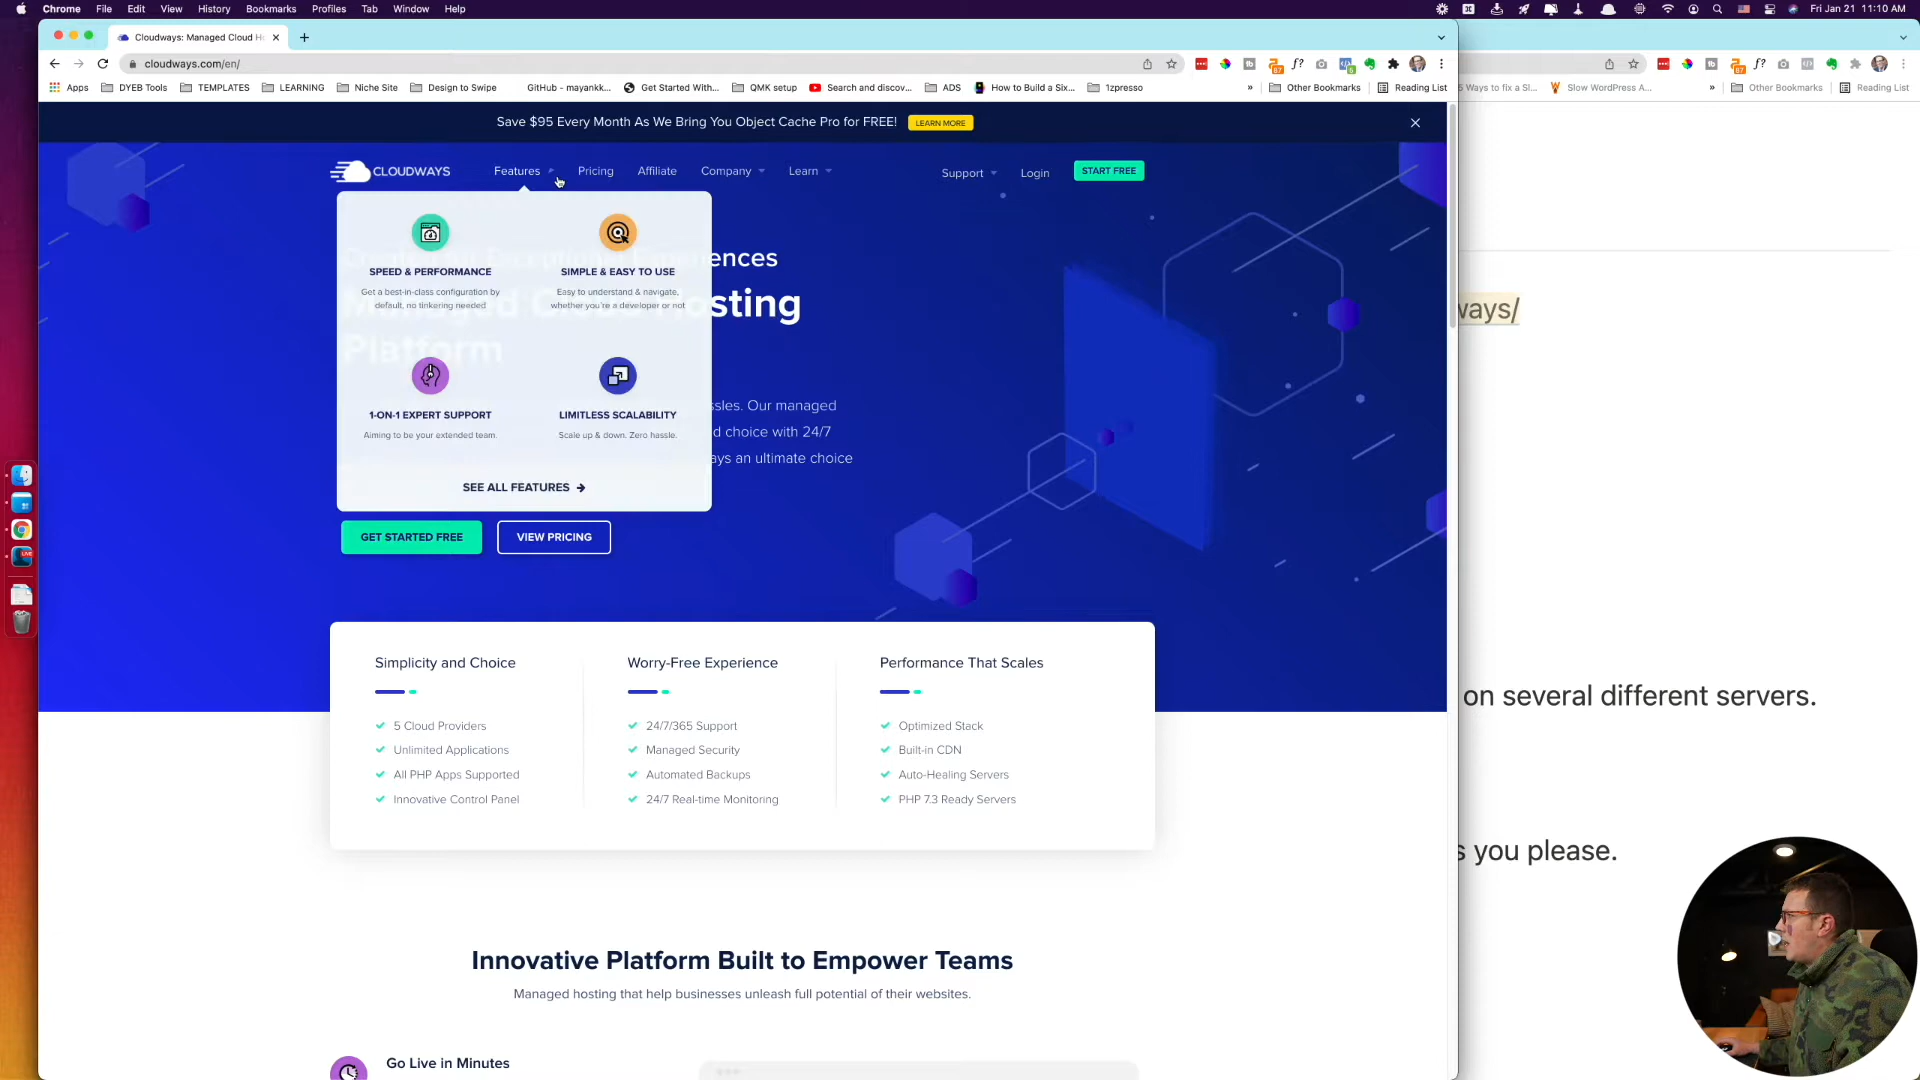 Chrome File Edit View History Bookmarks Profiles Tab Window Help
Fri Jan 21 11:10 AM
Cloudways: Managed Cloud H
cloudways.com/en/
Apps DYEB Tools TEMPLATES LEARNING Niche Site Design to Swipe GitHub - mayankk... Get Started With... QMK setup Search and discov... ADS How to Build a Six... 1zpresso » Other Bookmarks Reading List
5 Ways to fix a Sl... Slow WordPress A... » Other Bookmarks Reading List
Save $95 Every Month As We Bring You Object Cache Pro for FREE! LEARN MORE
CLOUDWAYS Features Pricing Affiliate Company Learn Support Login START FREE
SPEED & PERFORMANCE
Get a best-in-class configuration by
default, no tinkering needed
SIMPLE & EASY TO USE
Easy to understand & navigate,
whether you're a developer or not
1-ON-1 EXPERT SUPPORT
Aiming to be your extended team.
LIMITLESS SCALABILITY
Scale up & down. Zero hassle.
SEE ALL FEATURES →
ences
Managed Cloud Hosting
Platform
ssles. Our managed
d choice with 24/7
ays an ultimate choice
GET STARTED FREE VIEW PRICING
Simplicity and Choice
5 Cloud Providers
Unlimited Applications
All PHP Apps Supported
Innovative Control Panel
Worry-Free Experience
24/7/365 Support
Managed Security
Automated Backups
24/7 Real-time Monitoring
Performance That Scales
Optimized Stack
Built-in CDN
Auto-Healing Servers
PHP 7.3 Ready Servers
Innovative Platform Built to Empower Teams
Managed hosting that help businesses unleash full potential of their websites.
Go Live in Minutes
ways/
on several different servers.
s you please.